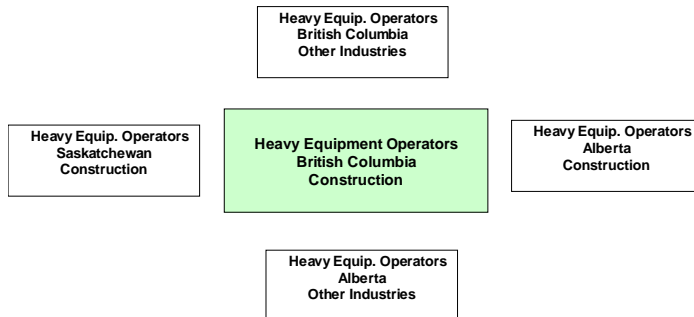 Heavy Equip. Operators
British Columbia
Other Industries
Heavy Equip. Operators
Saskatchewan
Construction
Heavy Equipment Operators
British Columbia
Construction
Heavy Equip. Operators
Alberta
Construction
Heavy Equip. Operators
Alberta
Other Industries